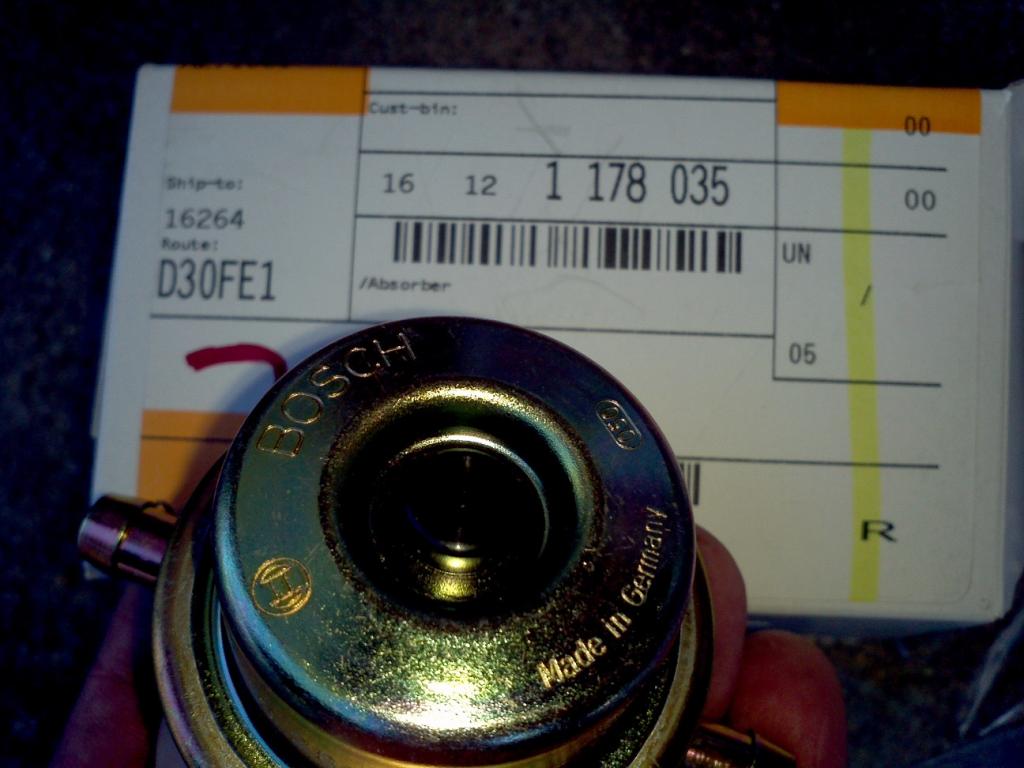 Cust-bin:
00
Ship-to:
16264
Route:
D30FE1
16 12 1 178 035
00
/Absorber
UN
/
05
R
BOSCH
Made in Germany